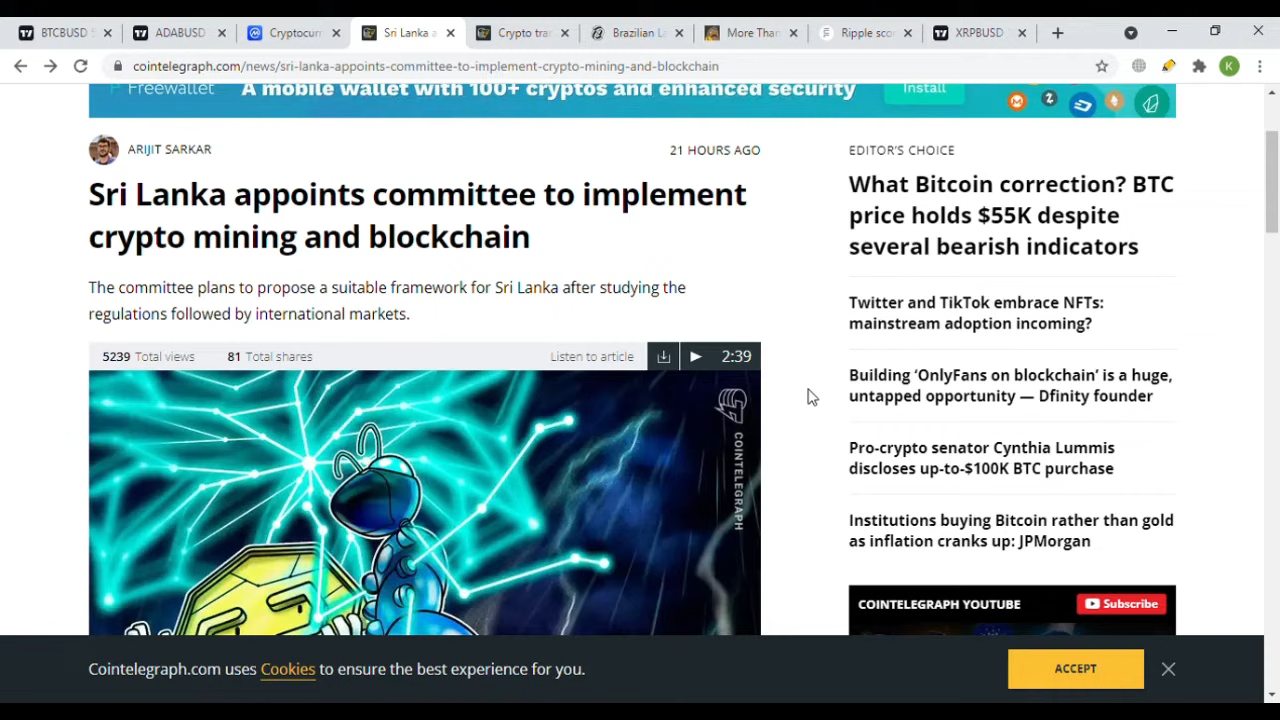 BTCBUSD
ADABUSD
Cryptocurr
Sri Lanka a
Crypto tra
Brazilian L
More Than
Ripple sco
XRPBUSD
cointelegraph.com/news/sri-lanka-appoints-committee-to-implement-crypto-mining-and-blockchain
K
Freewallet
A mobile wallet with 100+ cryptos and enhanced security
Install
ARIJIT SARKAR
21 HOURS AGO
Sri Lanka appoints committee to implement
crypto mining and blockchain
The committee plans to propose a suitable framework for Sri Lanka after studying the
regulations followed by international markets.
5239 Total views
81 Total shares
Listen to article
2:39
COINTELEGRAPH
EDITOR'S CHOICE
What Bitcoin correction? BTC
price holds $55K despite
several bearish indicators
Twitter and TikTok embrace NFTs:
mainstream adoption incoming?
Building ‘OnlyFans on blockchain’ is a huge,
untapped opportunity — Dfinity founder
Pro-crypto senator Cynthia Lummis
discloses up-to-$100K BTC purchase
Institutions buying Bitcoin rather than gold
as inflation cranks up: JPMorgan
COINTELEGRAPH YOUTUBE
Subscribe
Cointelegraph.com uses Cookies to ensure the best experience for you.
ACCEPT